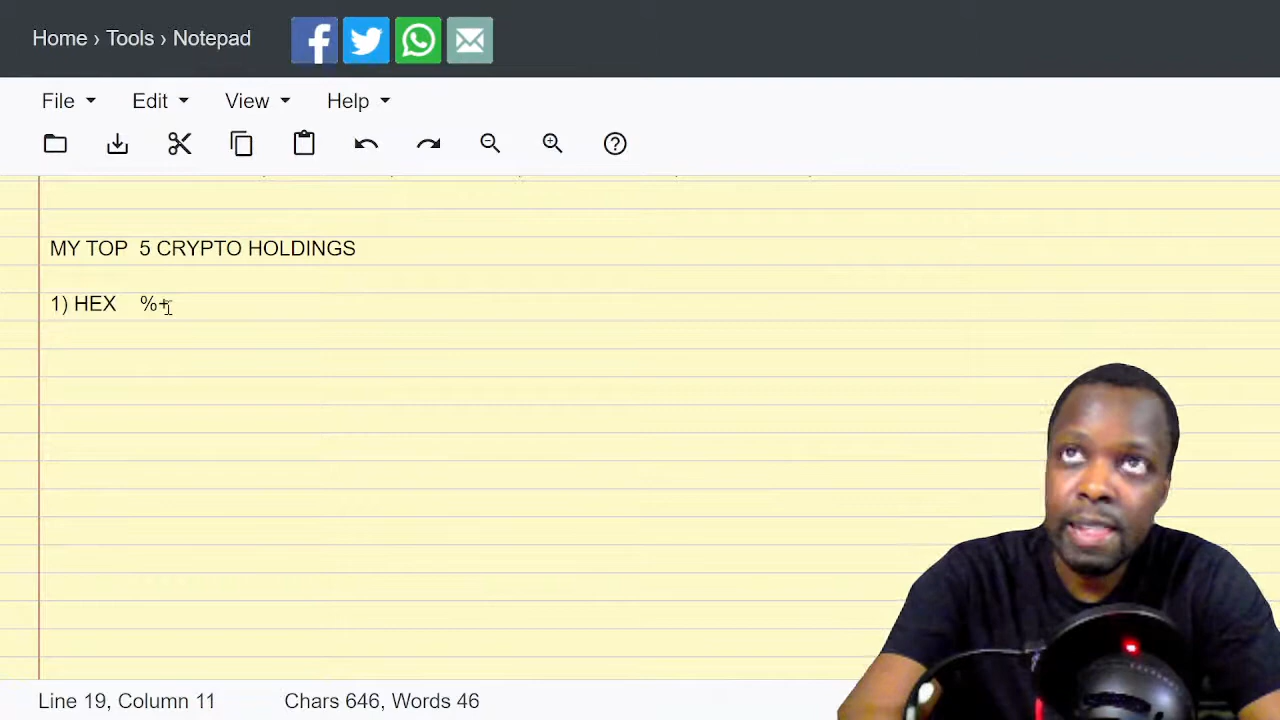 Home › Tools › Notepad
File Edit View Help
MY TOP 5 CRYPTO HOLDINGS
1) HEX %+
Line 19, Column 11 Chars 646, Words 46